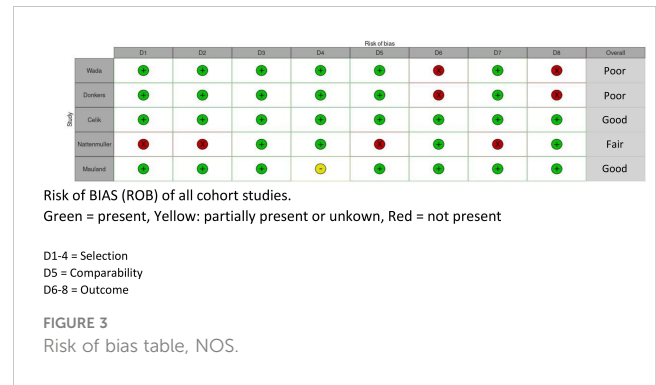 Risk of bias
D1 D2 D3 D4 D5 D6 D7 D8 Overall
Study
Wada + + + + + X + X Poor
Donkers + + + + + X + X Poor
Celik + + + + + + + + Good
Nattenmuller X X + + X + X + Fair
Mauland + + + - + + + + Good
Risk of BIAS (ROB) of all cohort studies.
Green = present, Yellow: partially present or unkown, Red = not present
D1-4 = Selection
D5 = Comparability
D6-8 = Outcome
FIGURE 3
Risk of bias table, NOS.